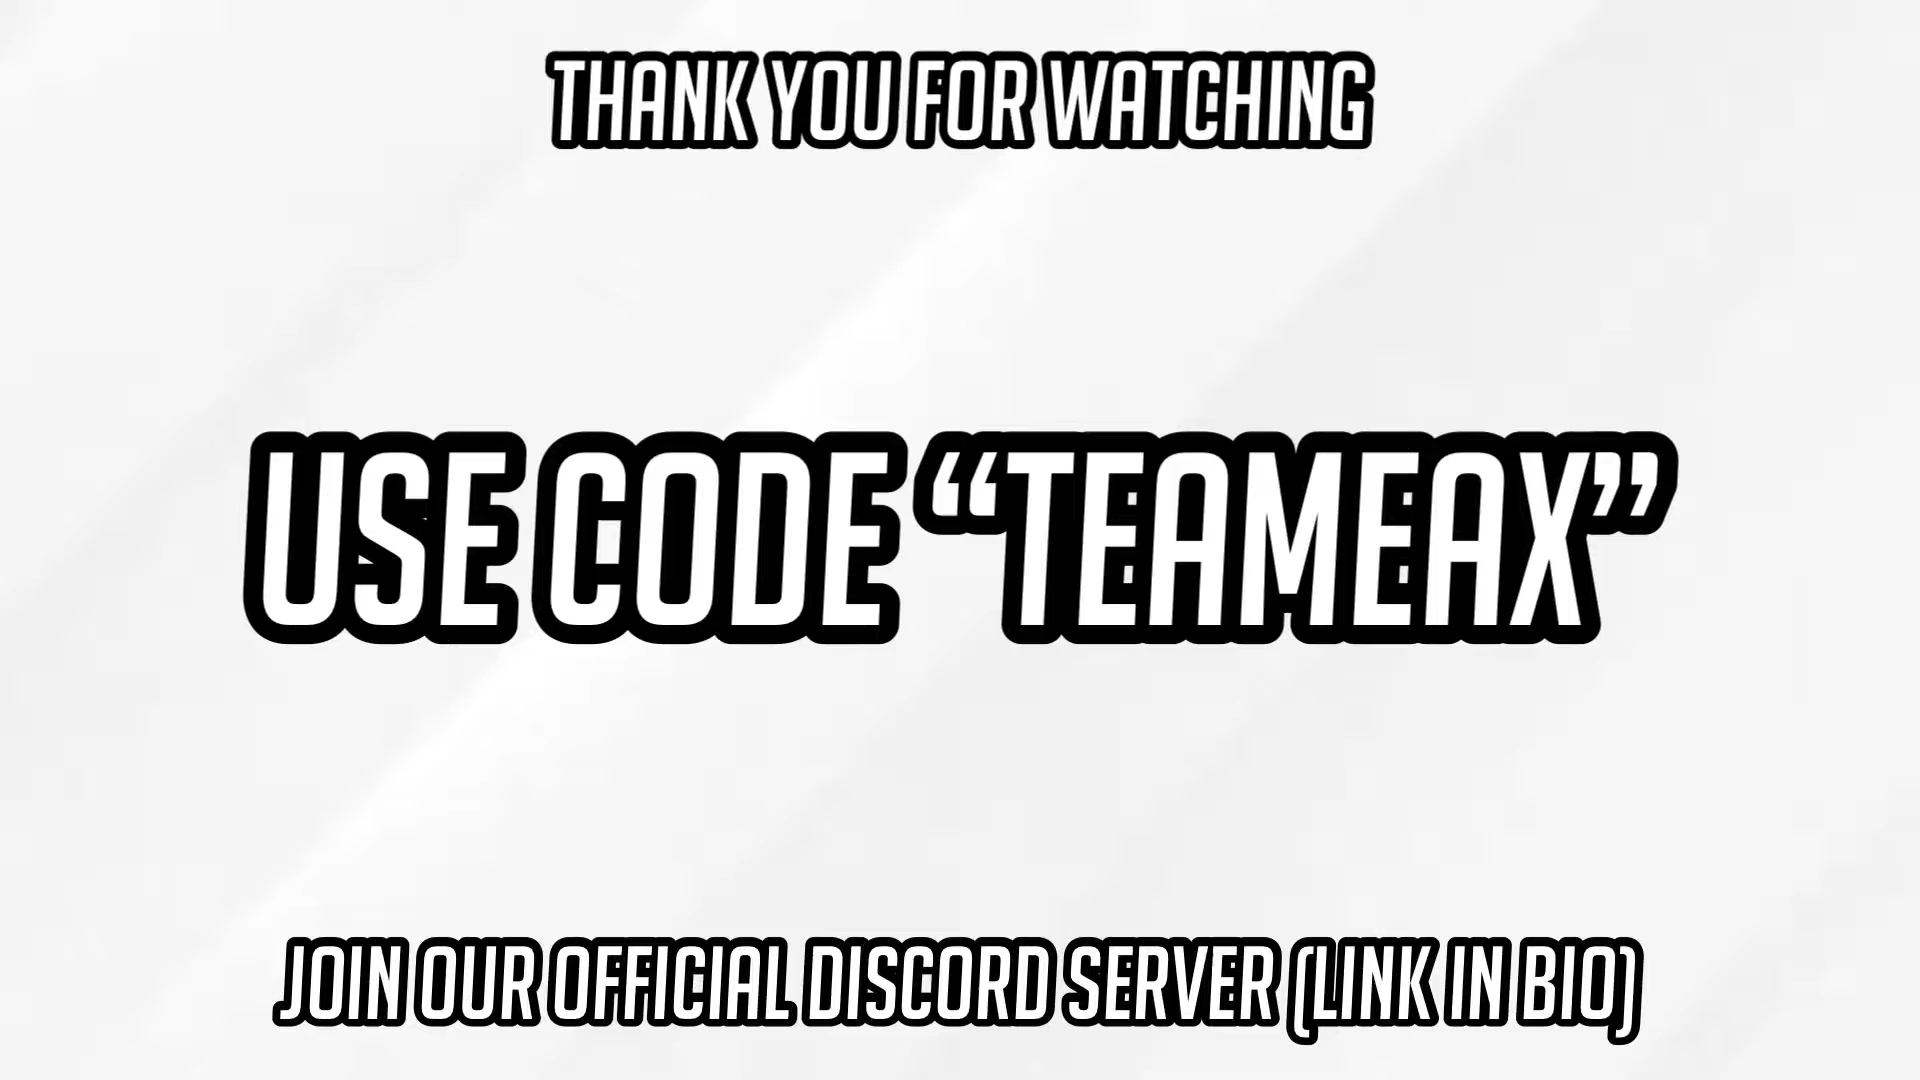 THANK YOU FOR WATCHING
USE CODE “TEAMEAX”
JOIN OUR OFFICIAL DISCORD SERVER (LINK IN BIO)